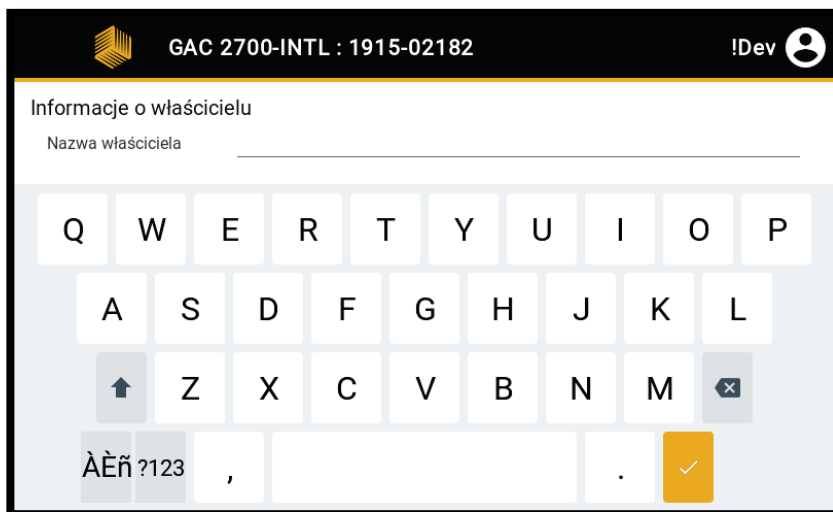 GAC 2700-INTL : 1915-02182 !Dev
Informacje o właścicielu
Nazwa właściciela
Q W E R T Y U I O P
A S D F G H J K L
Z X C V B N M
ÀÈñ ?123 , .